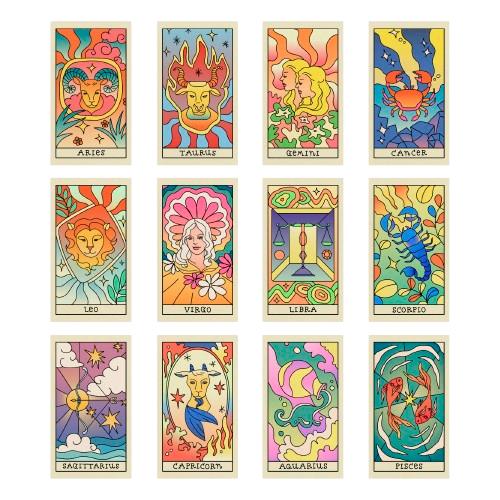 ARIES
TAURUS
GEMINI
CANCER
LEO
VIRGO
LIBRA
SCORPIO
SAGITTARIUS
CAPRICORN
AQUARIUS
PISCES